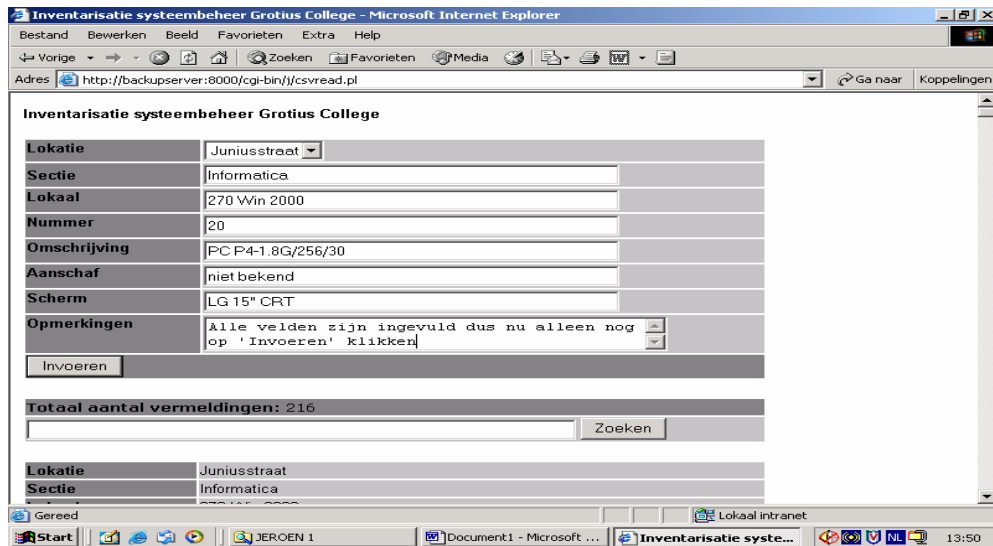 Inventarisatie systeembeheer Grotius College - Microsoft Internet Explorer
Bestand Bewerken Beeld Favorieten Extra Help
Vorige Zoeken Favorieten Media
Adres http://backupserver:8000/cgi-bin/j/csvread.pl Ga naar Koppelingen
Inventarisatie systeembeheer Grotius College
Lokatie Juniusstraat
Sectie Informatica
Lokaal 270 Win 2000
Nummer 20
Omschrijving PC P4-1.8G/256/30
Aanschaf niet bekend
Scherm LG 15" CRT
Opmerkingen Alle velden zijn ingevuld dus nu alleen nog
op 'Invoeren' klikken
Invoeren
Totaal aantal vermeldingen: 216
Zoeken
Lokatie Juniusstraat
Sectie Informatica
Gereed Lokaal intranet
Start JEROEN 1 Document1 - Microsoft ... Inventarisatie syste... NL 13:50